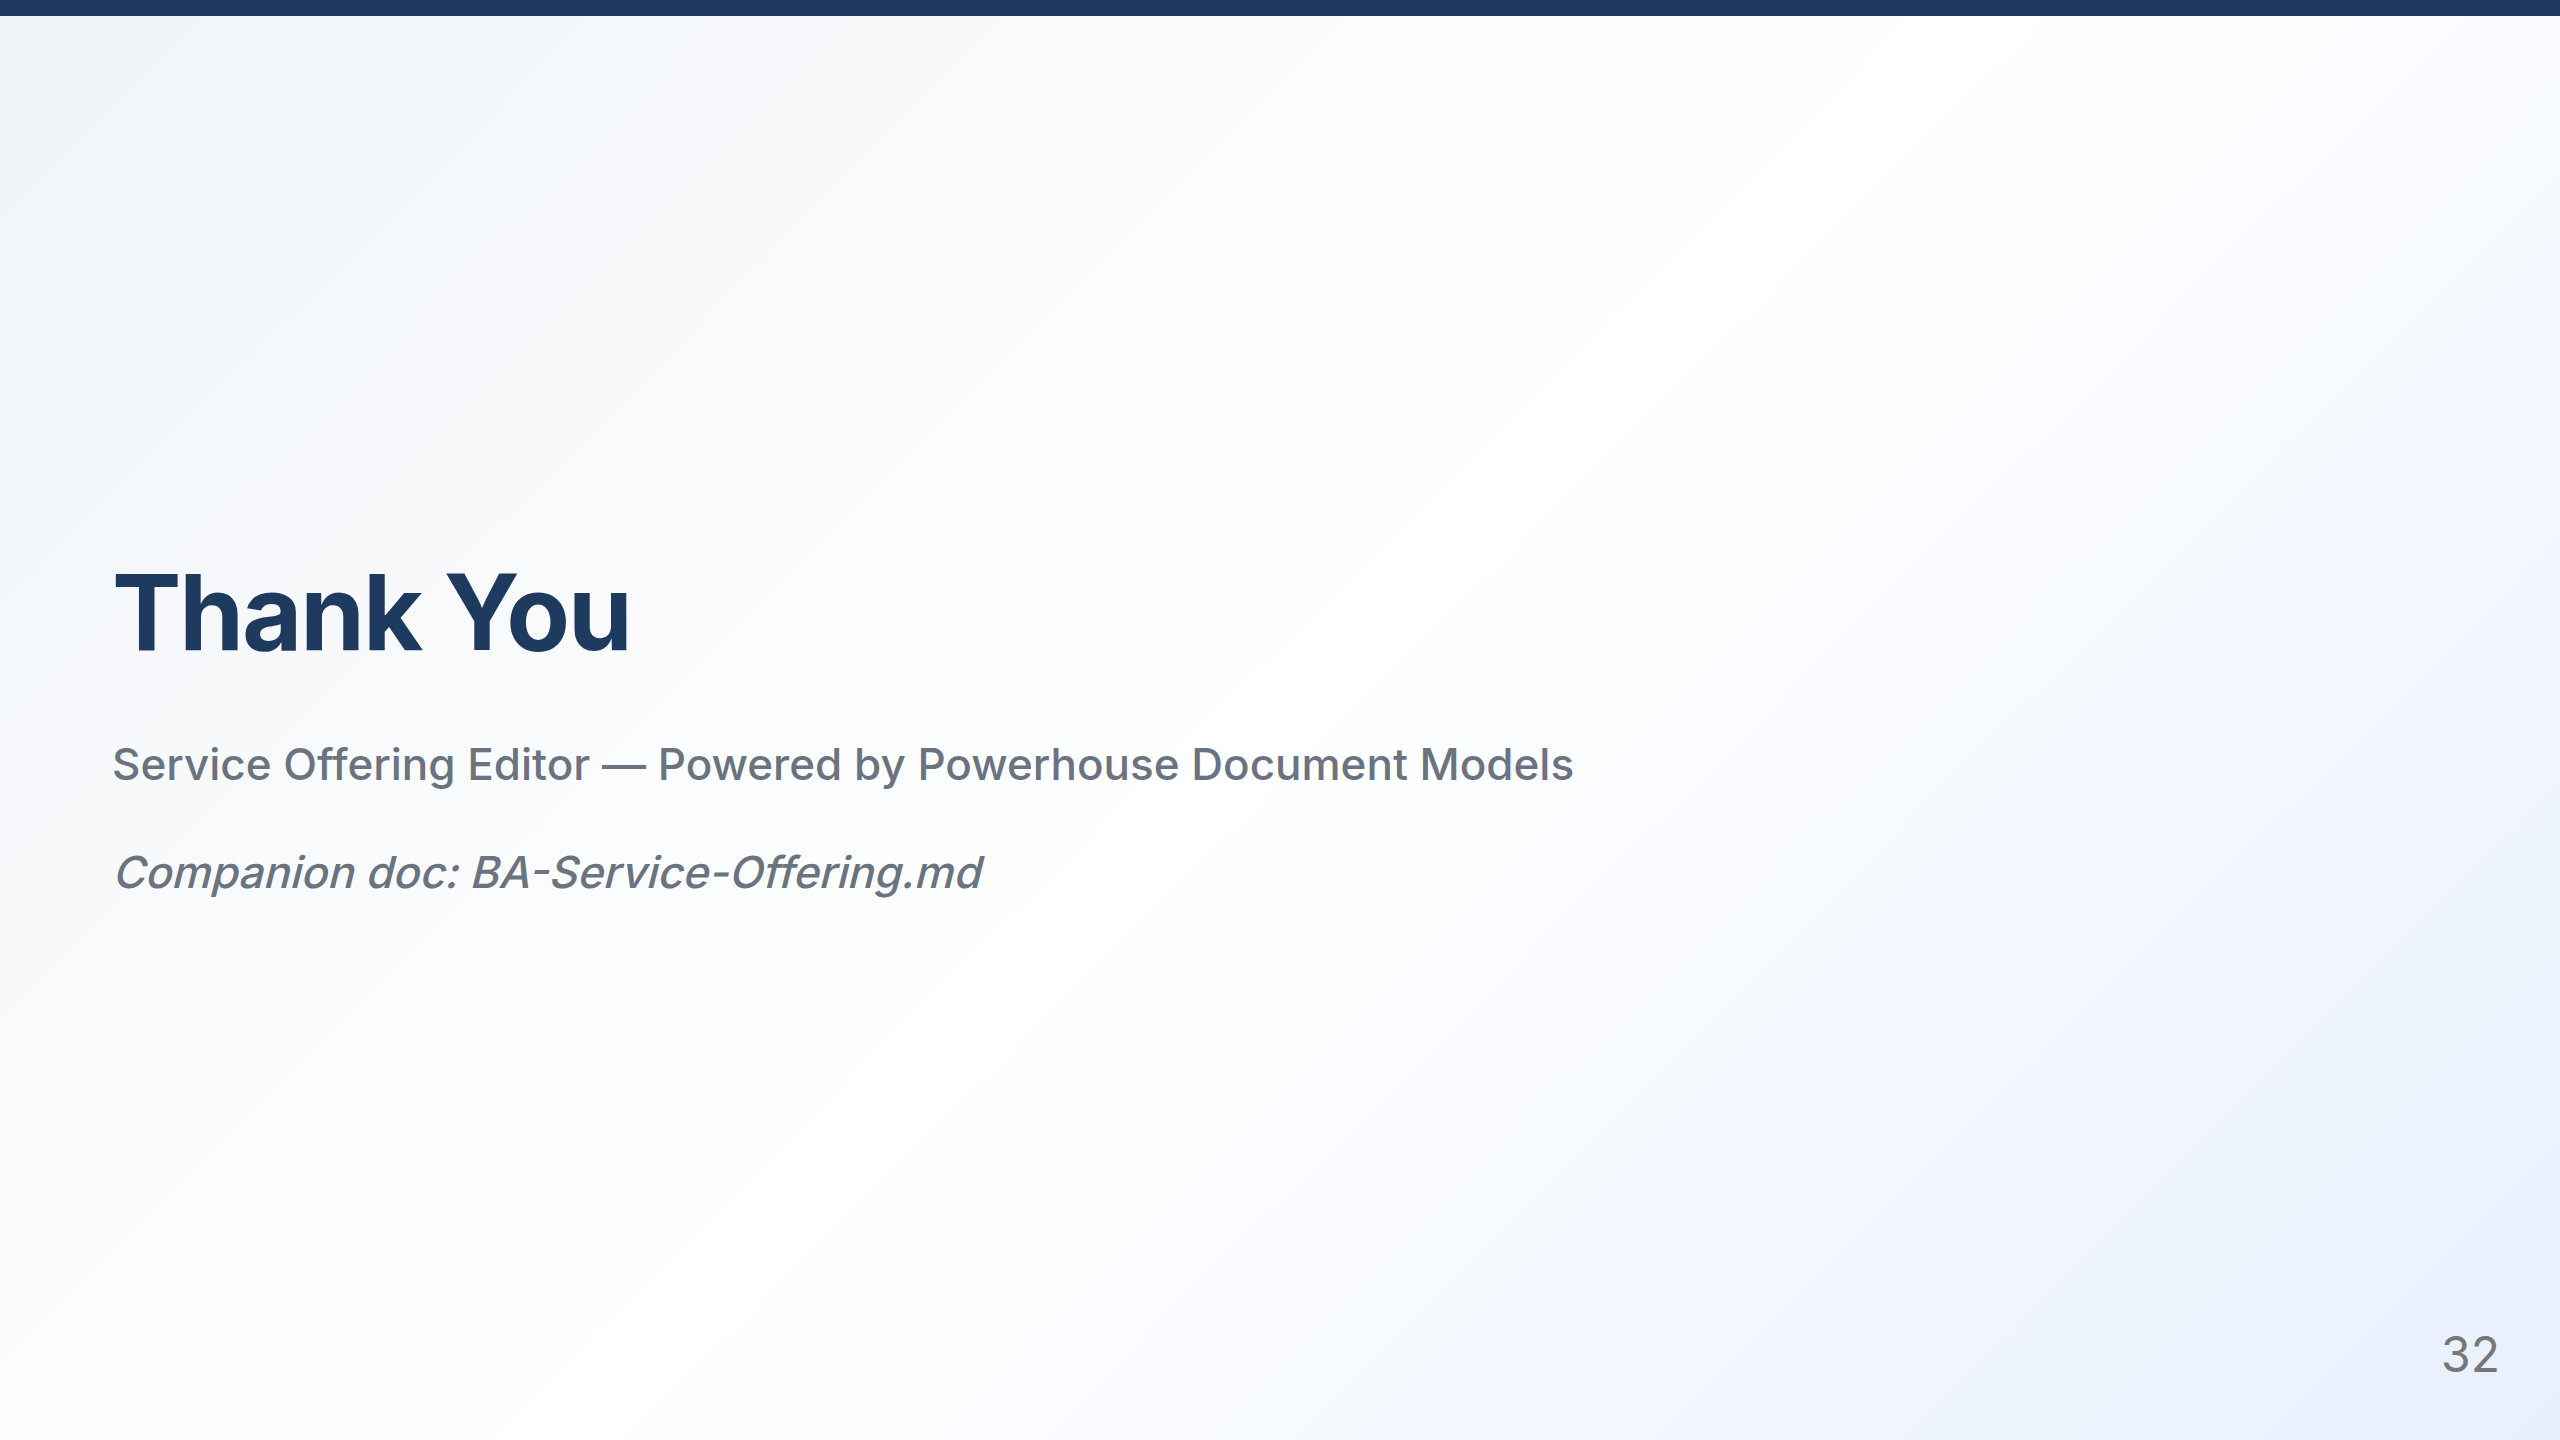 Thank You
Service Offering Editor — Powered by Powerhouse Document Models
Companion doc: BA-Service-Offering.md
32